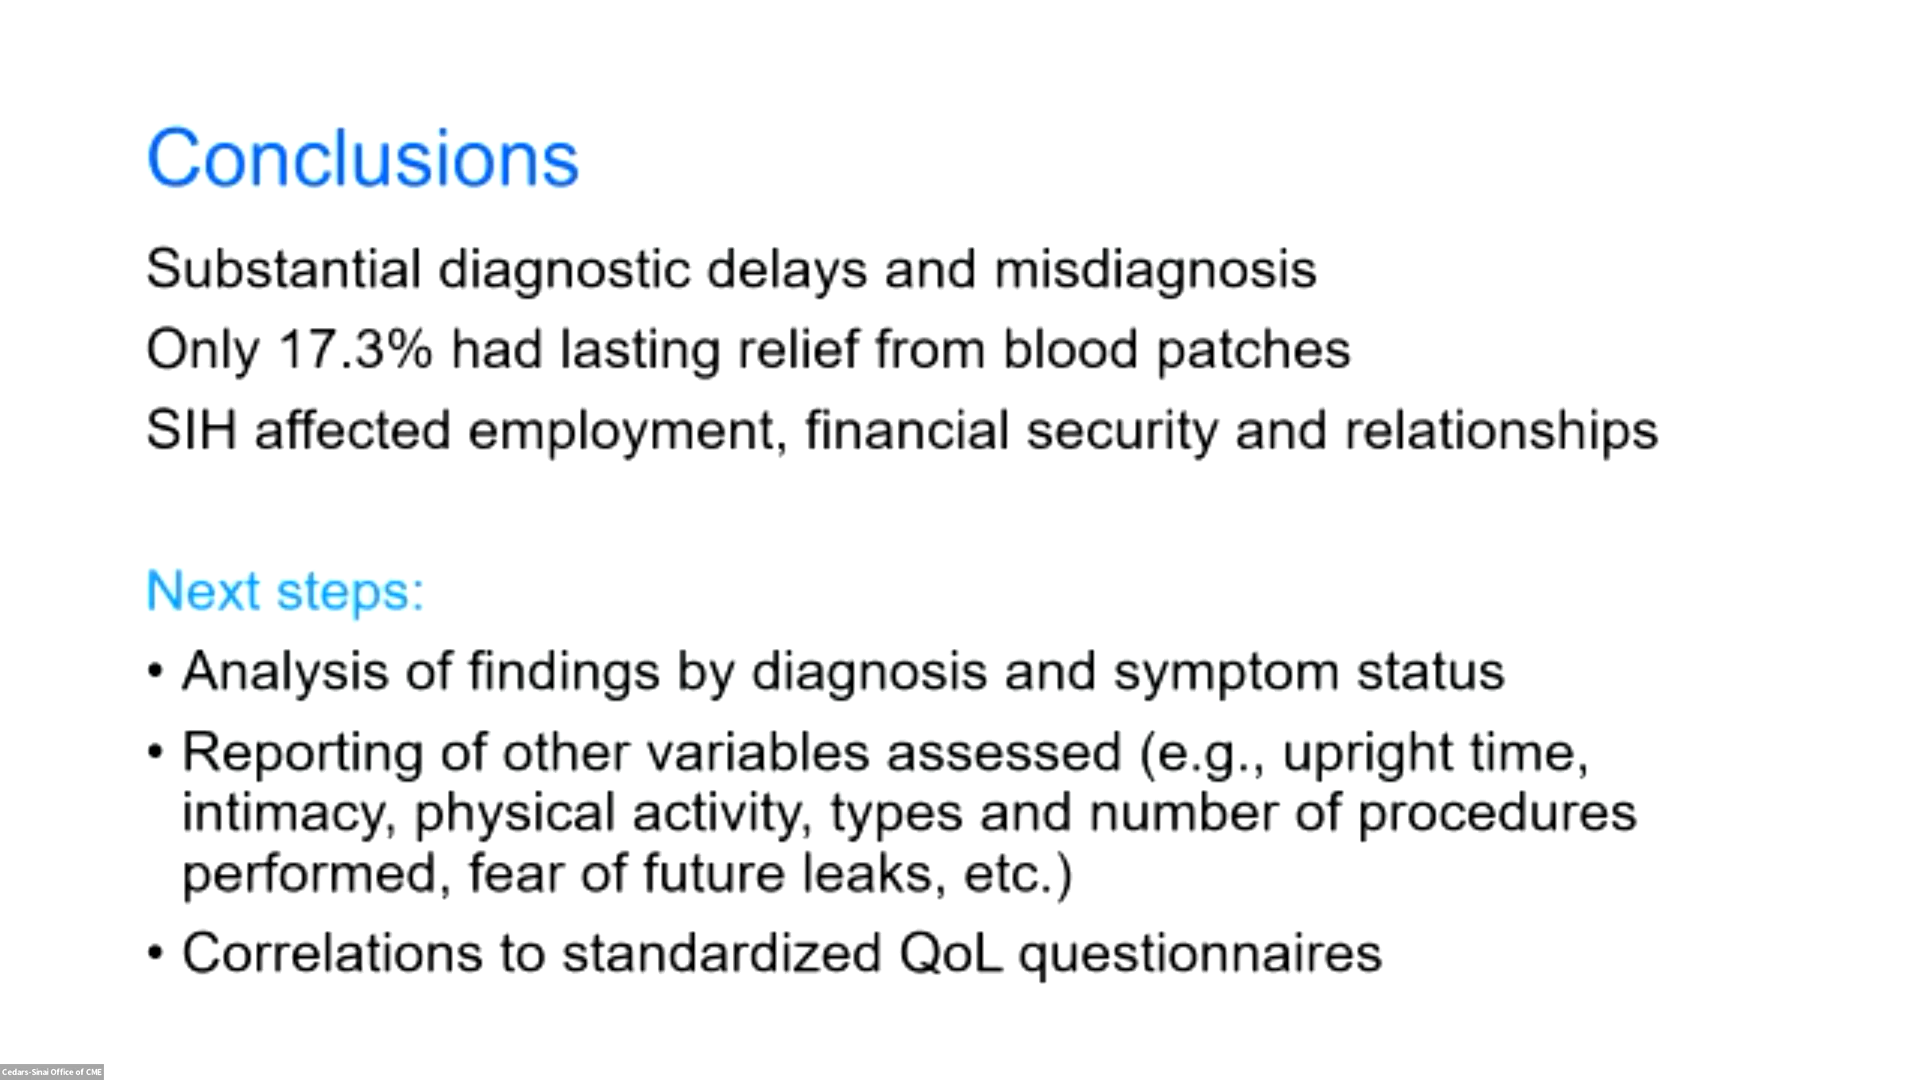 Conclusions
Substantial diagnostic delays and misdiagnosis
Only 17.3% had lasting relief from blood patches
SIH affected employment, financial security and relationships
Next steps:
• Analysis of findings by diagnosis and symptom status
• Reporting of other variables assessed (e.g., upright time,
intimacy, physical activity, types and number of procedures
performed, fear of future leaks, etc.)
• Correlations to standardized QoL questionnaires
Cedars-Sinai Office of CME